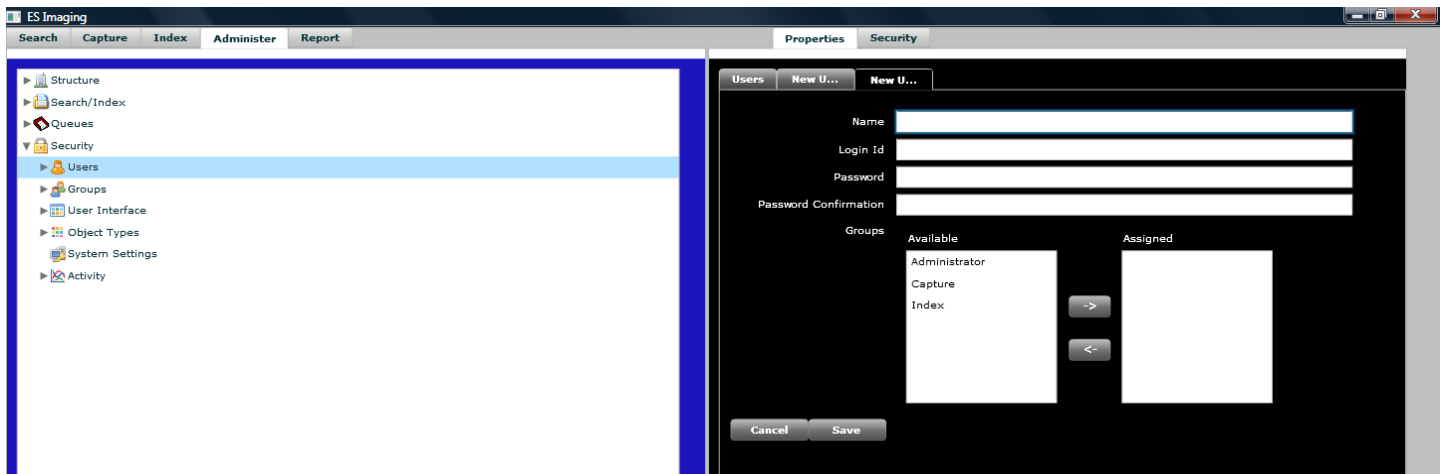 ES Imaging
Search Capture Index Administer Report
Properties Security
Structure
Search/Index
Queues
Security
Users
Groups
User Interface
Object Types
System Settings
Activity
Users New U... New U...
Name
Login Id
Password
Password Confirmation
Groups
Available Assigned
Administrator
Capture
Index
->
<-
Cancel Save